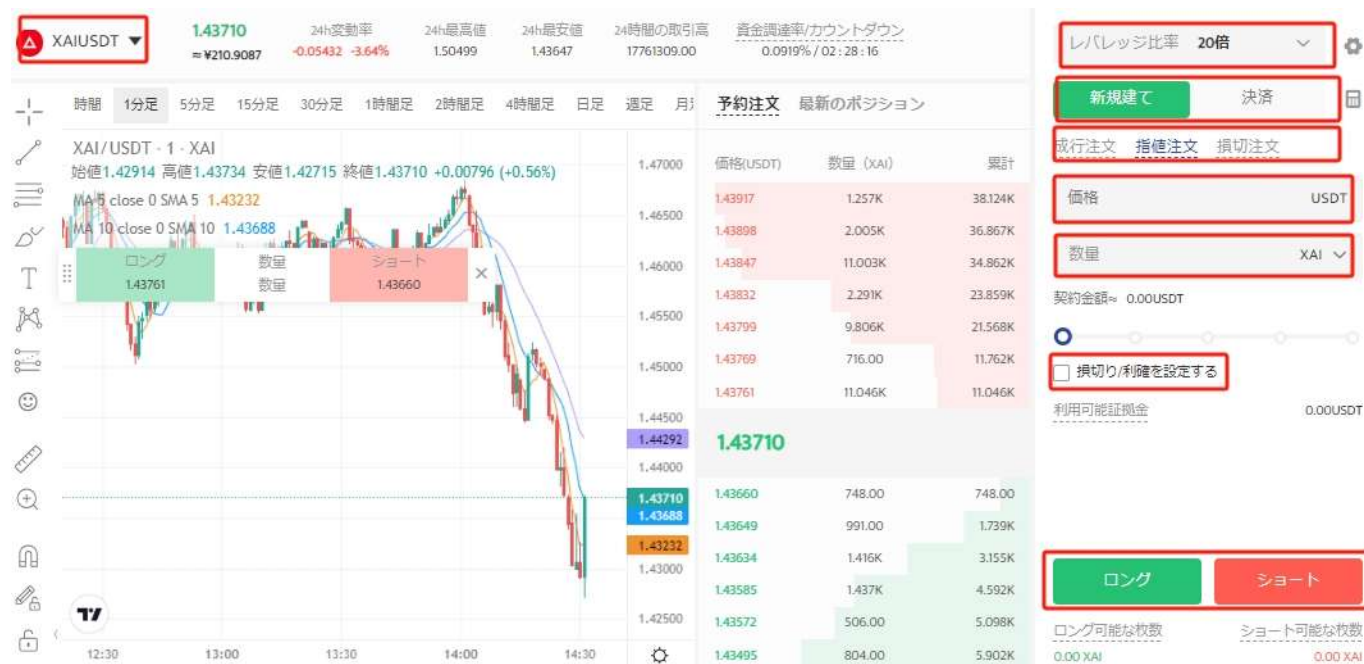 XAIUSDT
1.43710
≈ ¥210.9087
24h変動率
-0.05432 -3.64%
24h最高値
1.50499
24h最安値
1.43647
24時間の取引高
17761309.00
資金調達率/カウントダウン
0.0919% / 02 : 28 : 16
時間 1分足 5分足 15分足 30分足 1時間足 2時間足 4時間足 日足 週足 月
XAI/USDT · 1 · XAI
始値1.42914 高値1.43734 安値1.42715 終値1.43710 +0.00796 (+0.56%)
MA 5 close 0 SMA 5 1.43232
MA 10 close 0 SMA 10 1.43688
ロング 数量 ショート
1.43761 数量 1.43660
1.47000
1.46500
1.46000
1.45500
1.45000
1.44500
1.44292
1.44000
1.43710
1.43688
1.43232
1.43000
1.42500
12:30 13:00 13:30 14:00 14:30
予約注文 最新のポジション
価格(USDT) 数量 (XAI) 累計
1.43917 1.257K 38.124K
1.43898 2.005K 36.867K
1.43847 11.003K 34.862K
1.43832 2.291K 23.859K
1.43799 9.806K 21.568K
1.43769 716.00 11.762K
1.43761 11.046K 11.046K
1.43710
1.43660 748.00 748.00
1.43649 991.00 1.739K
1.43634 1.416K 3.155K
1.43585 1.437K 4.592K
1.43572 506.00 5.098K
1.43495 804.00 5.902K
レバレッジ比率 20倍
新規建て 決済
成行注文 指値注文 損切注文
価格 USDT
数量 XAI
契約金額≈ 0.00USDT
損切り/利確を設定する
利用可能証拠金 0.00USDT
ロング ショート
ロング可能な枚数 ショート可能な枚数
0.00 XAI 0.00 XAI